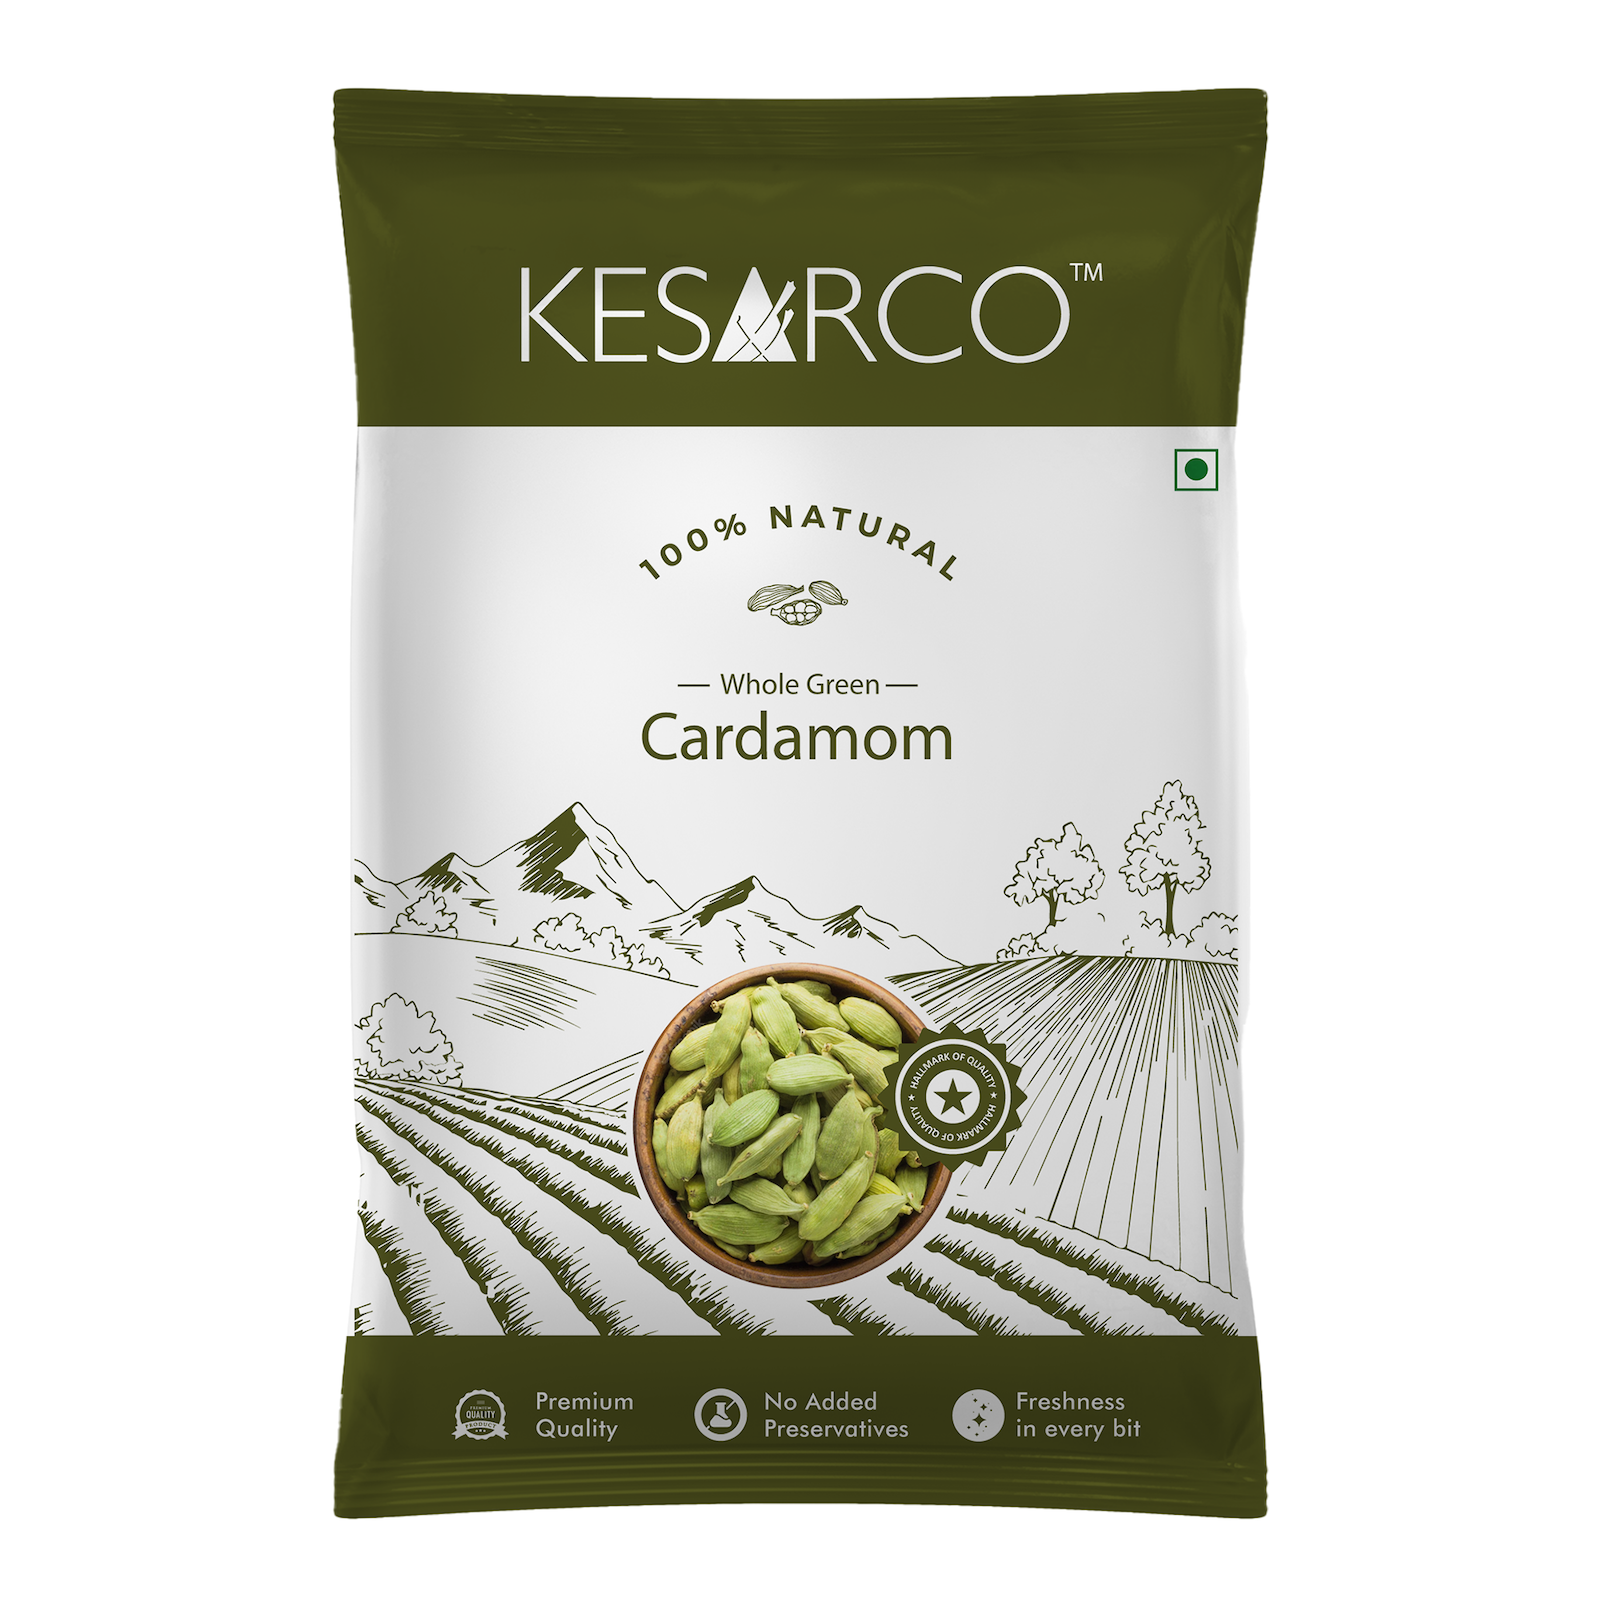 KESARCO™
100% NATURAL
Whole Green
Cardamom
HALLMARK OF QUALITY
HALLMARK OF QUALITY
PREMIUM
QUALITY
PRODUCT
Premium
Quality
No Added
Preservatives
Freshness
in every bit